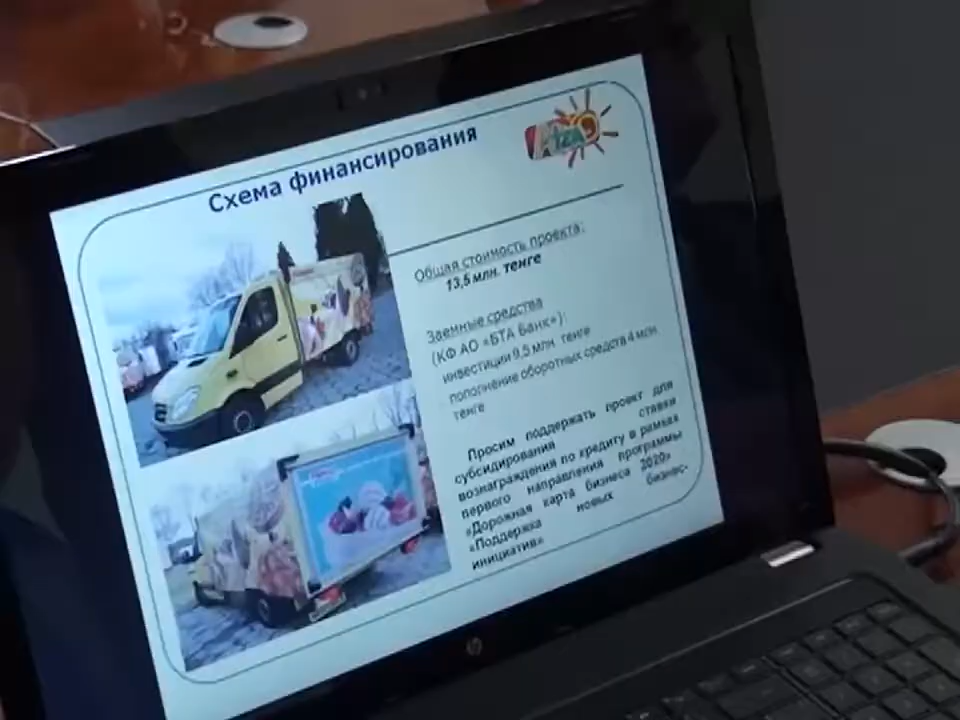 Схема финансирования
Общая стоимость проекта:
13,5 млн. тенге
Заемные средства
(КФ АО «БТА Банк»):
инвестиции 9,5 млн тенге
пополнение оборотных средств 4 млн.
тенге
Просим поддержать проект для
субсидирования ставки
вознаграждения по кредиту в рамках
первого направления программы
«Дорожная карта бизнеса 2020»
«Поддержка новых бизнес-
инициатив»
hp